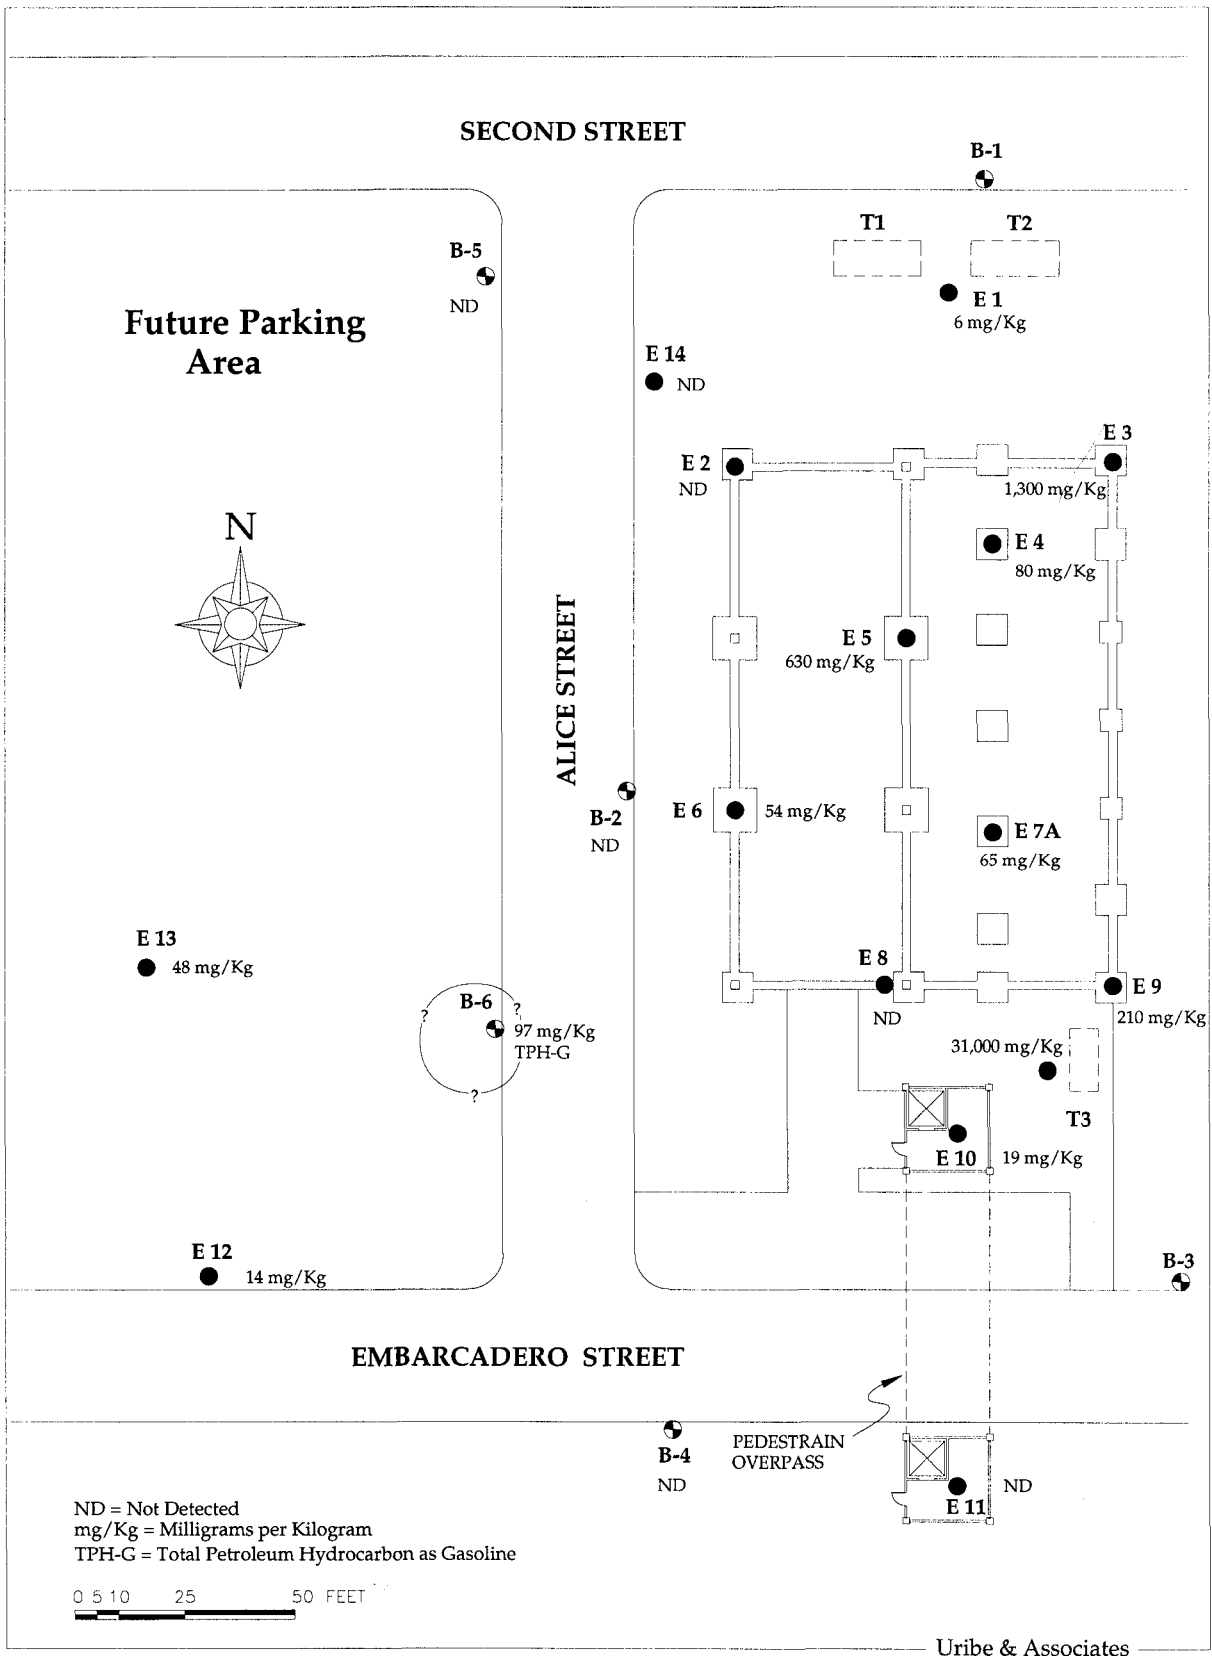 SECOND STREET
B-1
T1
T2
B-5
ND
E 1
6 mg/Kg
Future Parking
Area
E 14
ND
E 2
ND
E 3
1,300 mg/Kg
N
E 4
80 mg/Kg
ALICE STREET
E 5
630 mg/Kg
B-2
ND
E 6
54 mg/Kg
E 7A
65 mg/Kg
E 13
48 mg/Kg
E 8
ND
E 9
210 mg/Kg
B-6
?
?
97 mg/Kg
TPH-G
?
31,000 mg/Kg
T3
E 10
19 mg/Kg
E 12
14 mg/Kg
B-3
EMBARCADERO STREET
PEDESTRAIN
OVERPASS
B-4
ND
ND
E 11
ND = Not Detected
mg/Kg = Milligrams per Kilogram
TPH-G = Total Petroleum Hydrocarbon as Gasoline
0 5 10 25 50 FEET
Uribe & Associates